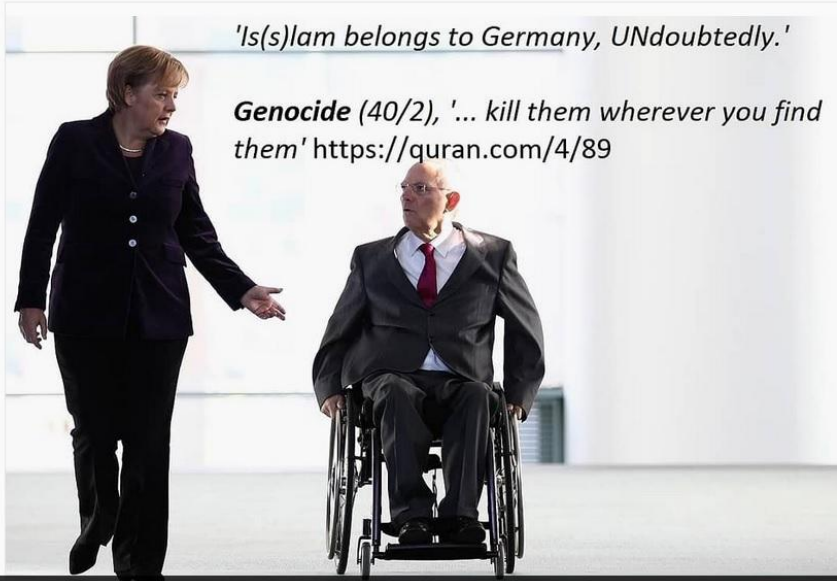 'Is(s)lam belongs to Germany, UNdoubtedly.'
Genocide (40/2), '... kill them wherever you find
them' https://quran.com/4/89